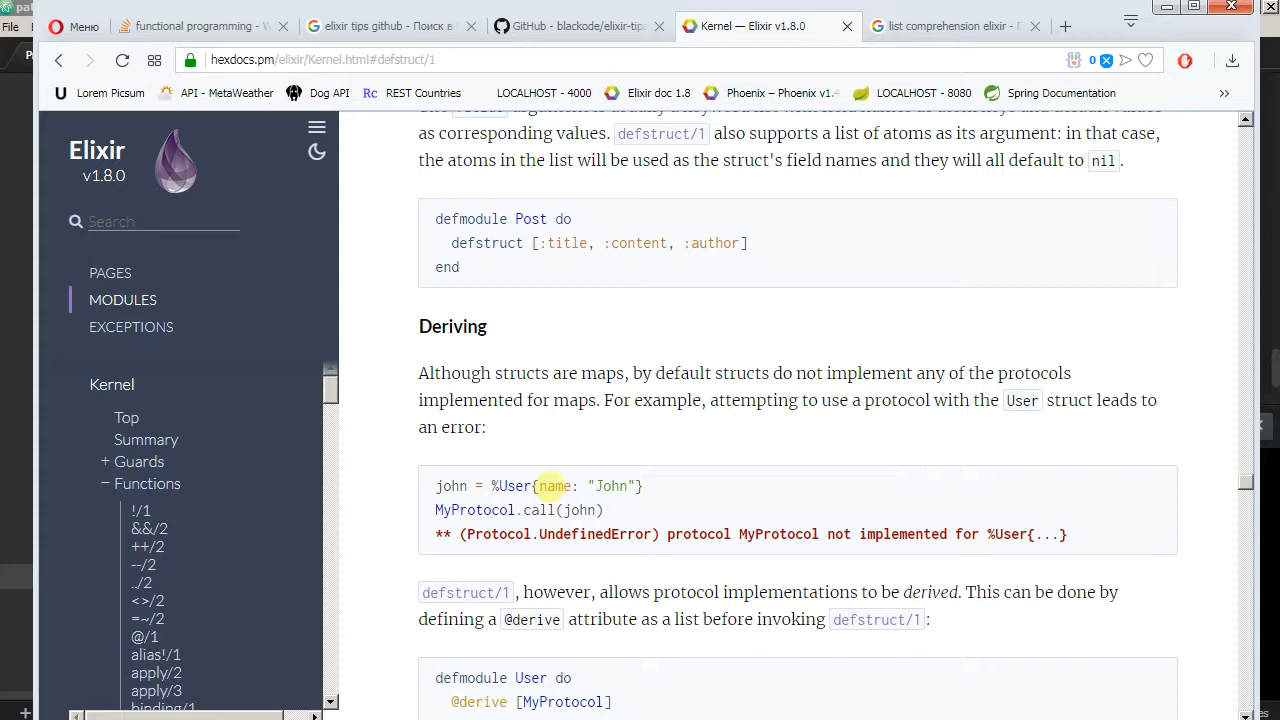 Меню
functional programming - W
elixir tips github - Поиск в
GitHub - blackode/elixir-tip
Kernel — Elixir v1.8.0
list comprehension elixir - П
hexdocs.pm/elixir/Kernel.html#defstruct/1
0
U Lorem Picsum
API - MetaWeather
Dog API
Rc REST Countries
LOCALHOST - 4000
Elixir doc 1.8
Phoenix – Phoenix v1.4
LOCALHOST - 8080
Spring Documentation
»
Elixir
v1.8.0
Search
PAGES
MODULES
EXCEPTIONS
Kernel
Top
Summary
+ Guards
− Functions
!/1
&&/2
++/2
--/2
../2
<>/2
=~/2
@/1
alias!/1
apply/2
apply/3
binding/1
as corresponding values. defstruct/1 also supports a list of atoms as its argument: in that case,
the atoms in the list will be used as the struct's field names and they will all default to nil.
defmodule Post do
defstruct [:title, :content, :author]
end
Deriving
Although structs are maps, by default structs do not implement any of the protocols
implemented for maps. For example, attempting to use a protocol with the User struct leads to
an error:
john = %User{name: "John"}
MyProtocol.call(john)
** (Protocol.UndefinedError) protocol MyProtocol not implemented for %User{...}
defstruct/1, however, allows protocol implementations to be derived. This can be done by
defining a @derive attribute as a list before invoking defstruct/1:
defmodule User do
@derive [MyProtocol]